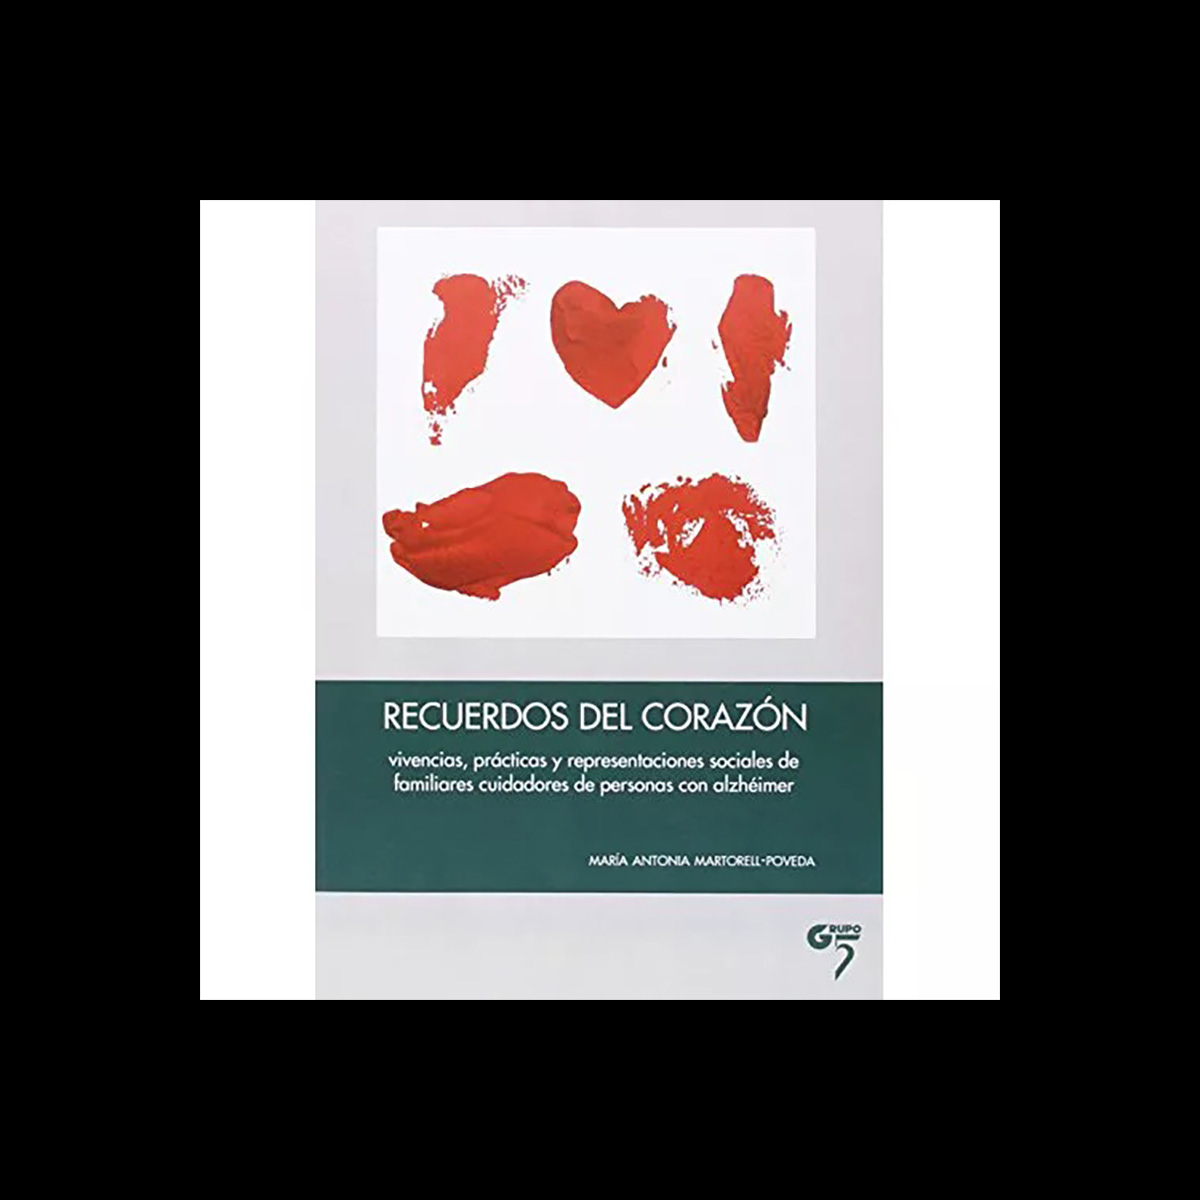 RECUERDOS DEL CORAZÓN
vivencias, prácticas y representaciones sociales de
familiares cuidadores de personas con alzhéimer
MARÍA ANTONIA MARTORELL-POVEDA
GRUPO
5